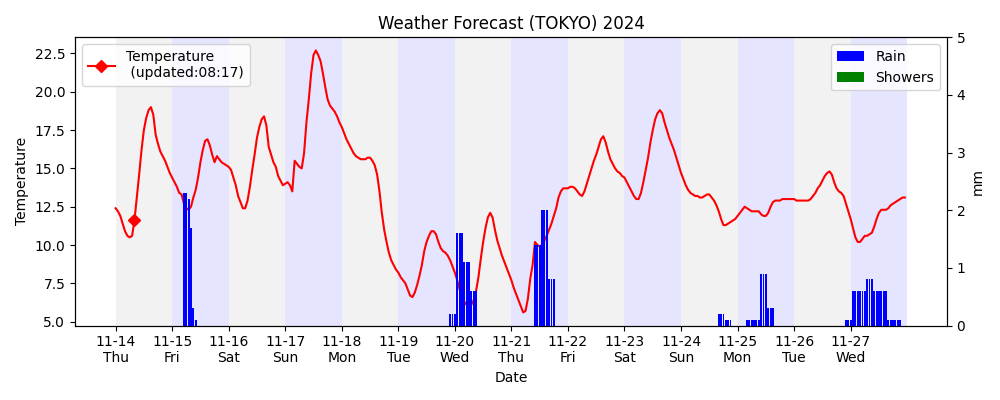 Weather Forecast (TOKYO) 2024
Temperature
(updated:08:17)
Rain
Showers
Temperature
22.5
20.0
17.5
15.0
12.5
10.0
7.5
5.0
5
4
3
2
1
0
mm
11-14 11-15 11-16 11-17 11-18 11-19 11-20 11-21 11-22 11-23 11-24 11-25 11-26 11-27
Thu Fri Sat Sun Mon Tue Wed Thu Fri Sat Sun Mon Tue Wed
Date